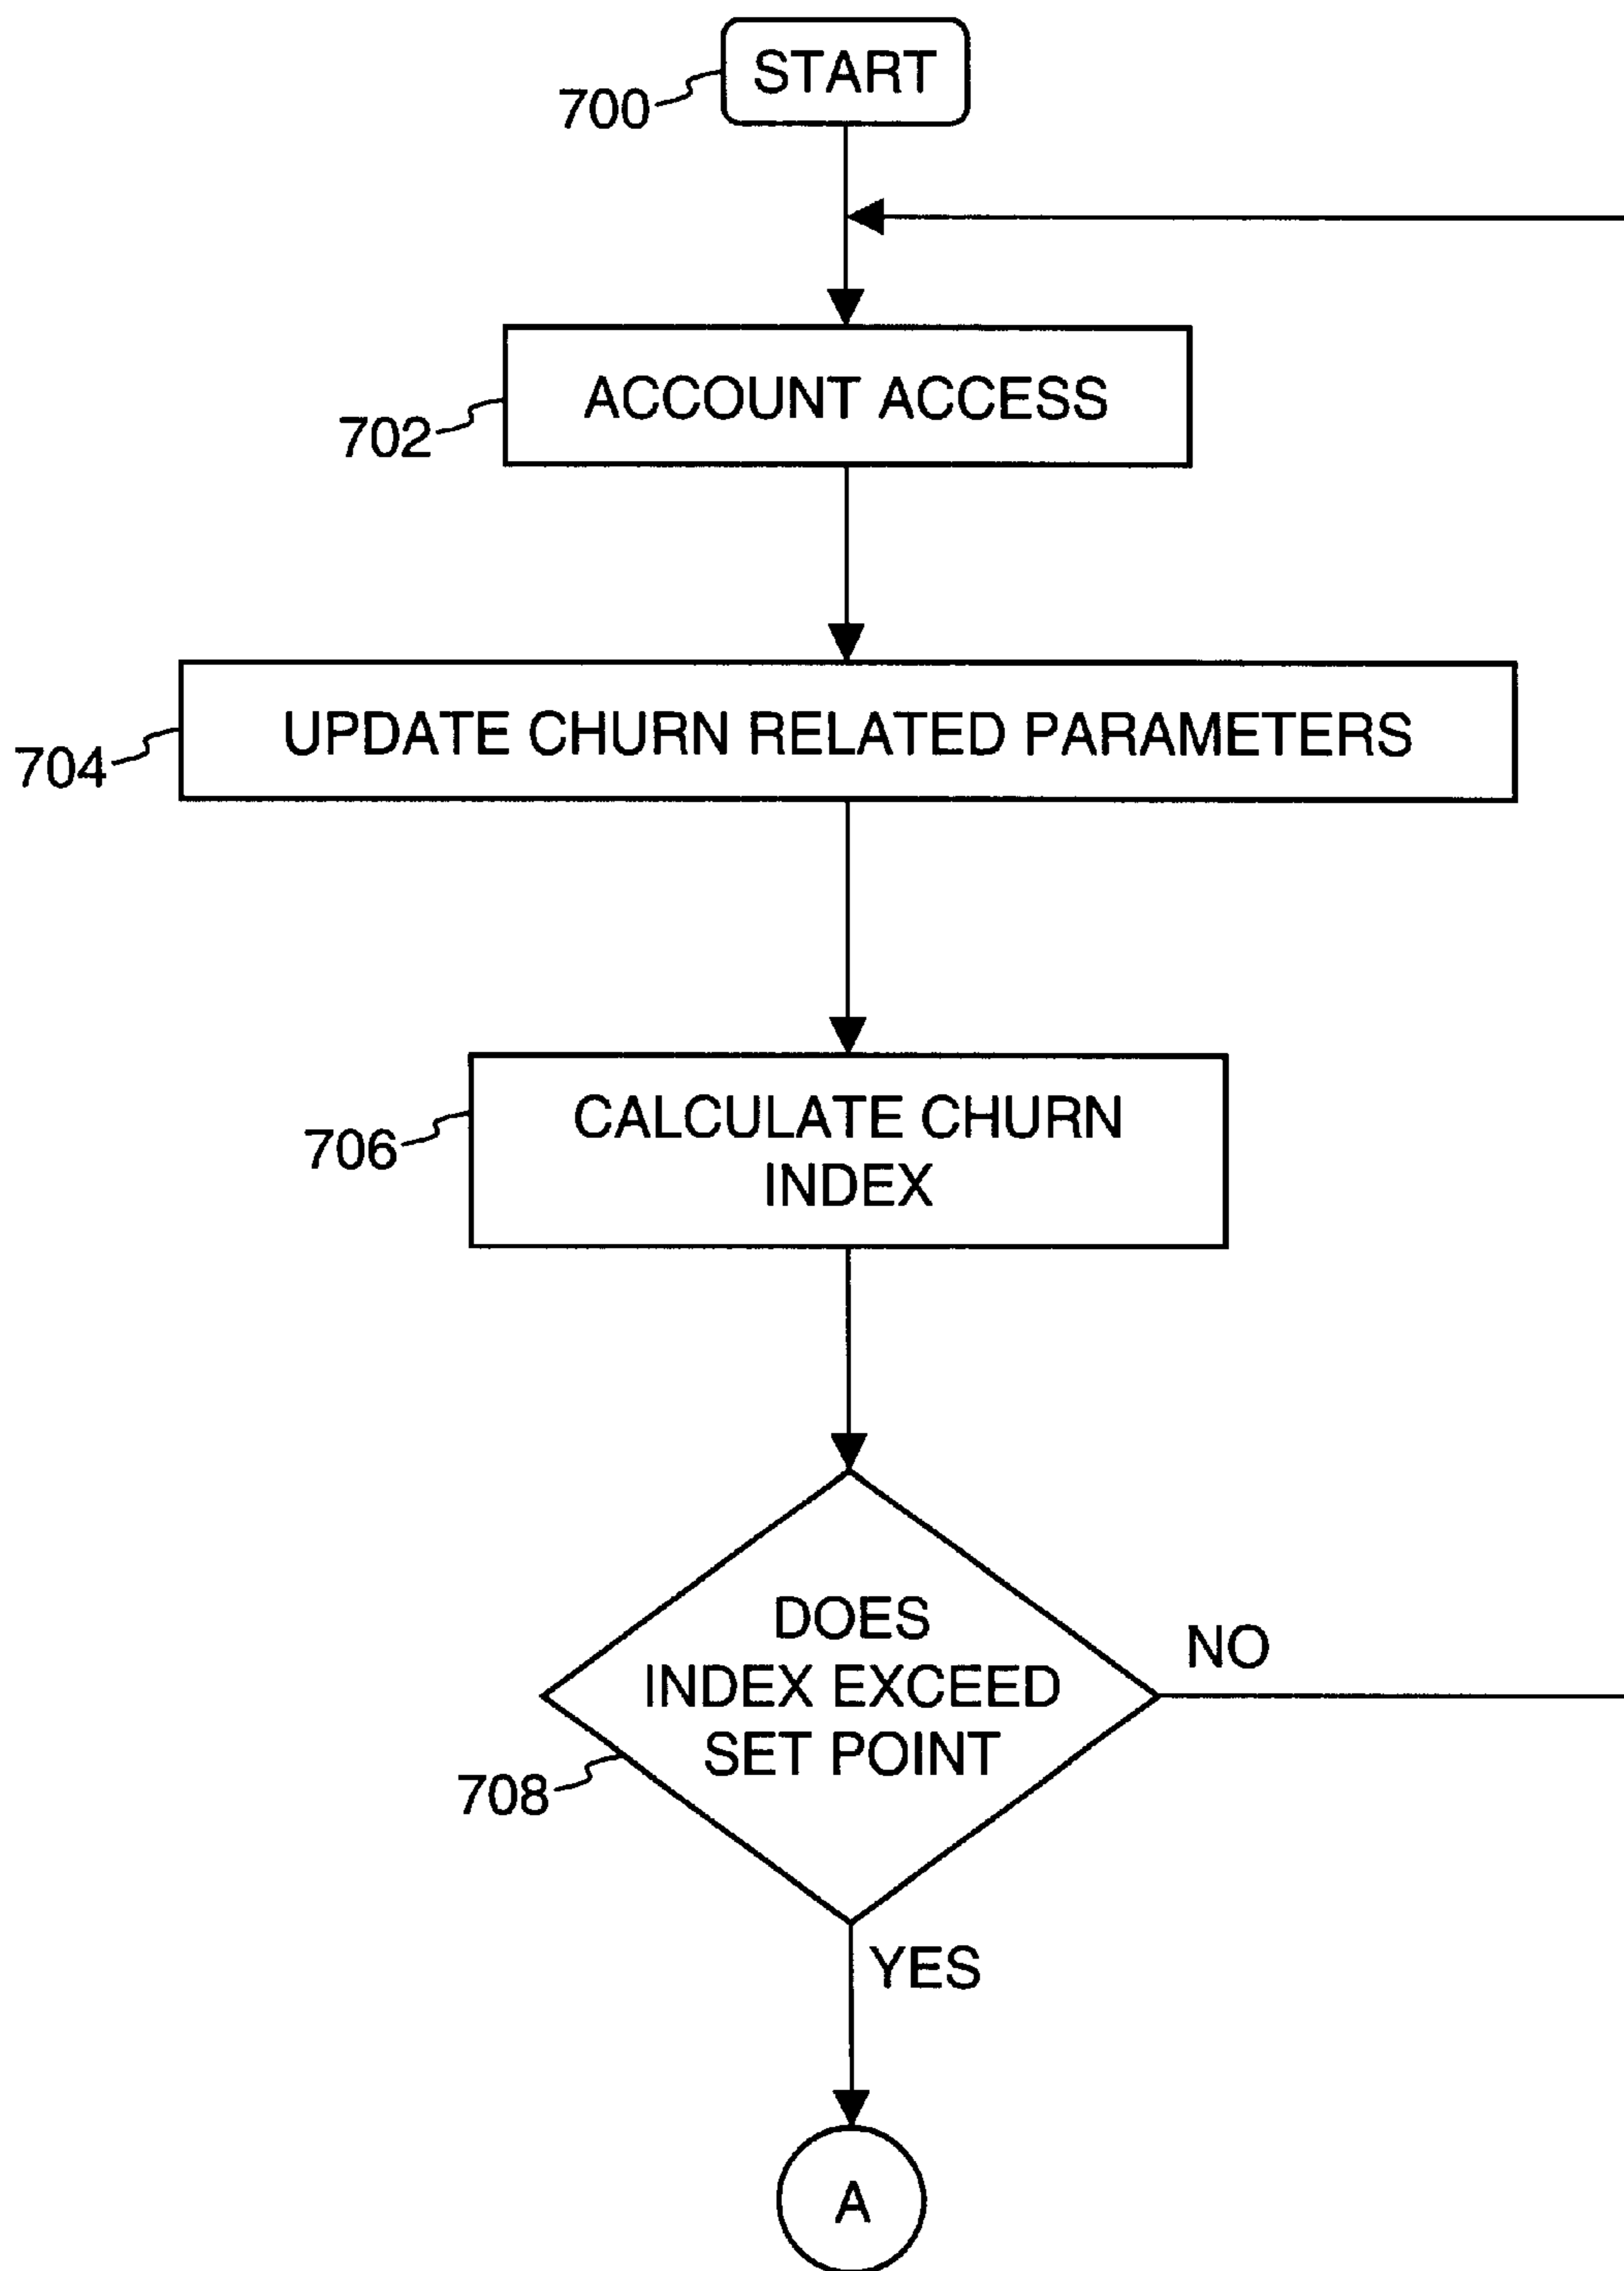 START
700
ACCOUNT ACCESS
702
UPDATE CHURN RELATED PARAMETERS
704
CALCULATE CHURN
INDEX
706
DOES
INDEX EXCEED
SET POINT
NO
708
YES
A